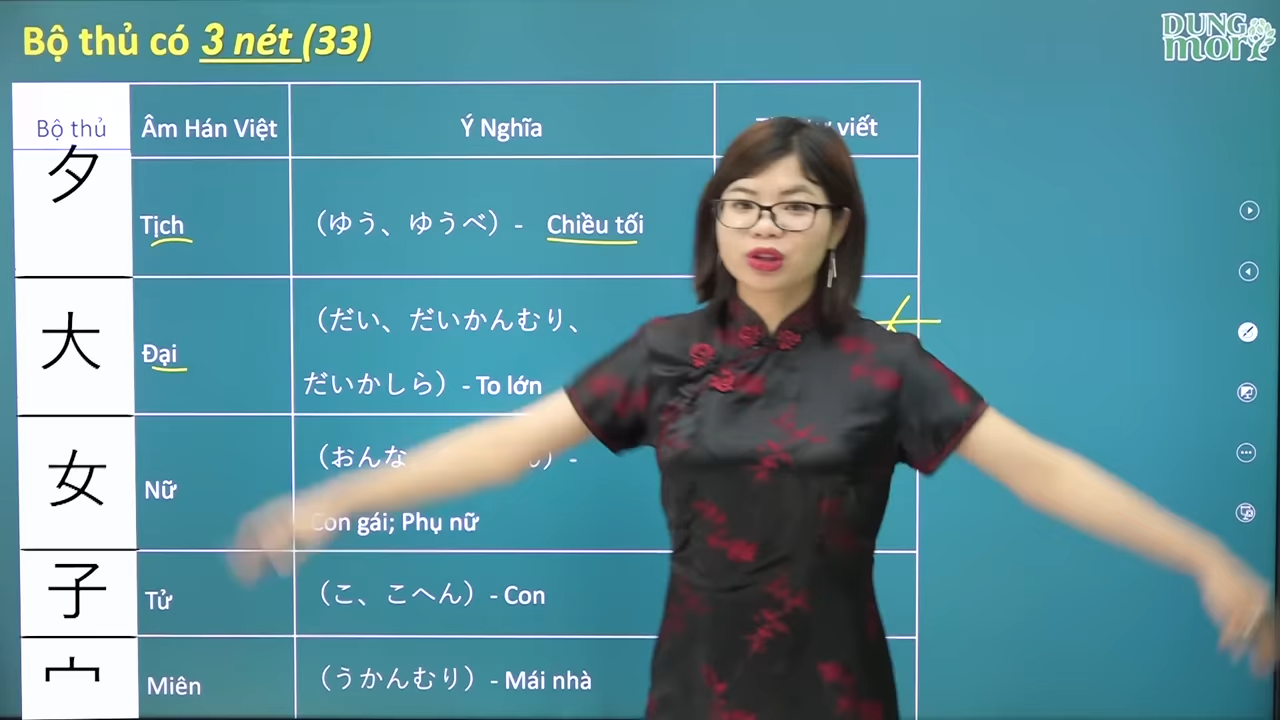 Bộ thủ có 3 nét (33)
DUNG
mori
Bộ thủ
Âm Hán Việt
Ý Nghĩa
viết
夕
Tịch
（ゆう、ゆうべ）- Chiều tối
大
Đại
（だい、だいかんむり、
だいかしら）- To lớn
女
Nữ
（おんな
）-
Con gái; Phụ nữ
子
Tử
（こ、こへん）- Con
宀
Miên
（うかんむり）- Mái nhà